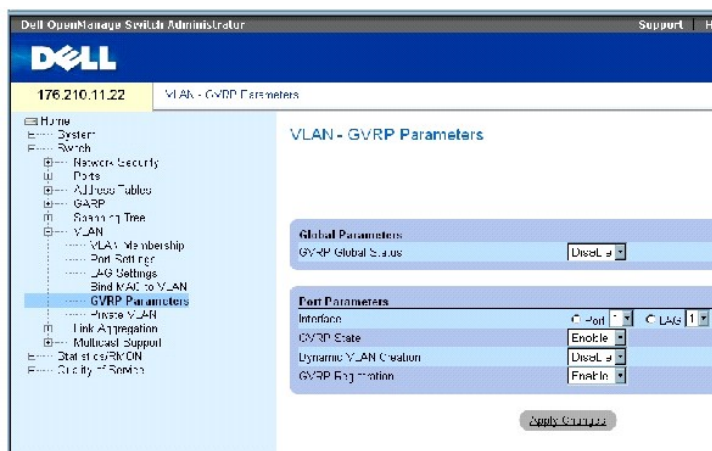 Dell OpenManage Switch Administrator
Support
DELL
176.210.11.22
VLAN - GVRP Parameters
Home
System
Switch
Network Security
Ports
Address Tables
GARP
Spanning Tree
VLAN
VLAN Membership
Port Settings
LAG Settings
Bind MAC to VLAN
GVRP Parameters
Private VLAN
Link Aggregation
Multicast Support
Statistics/RMON
Quality of Service
VLAN - GVRP Parameters
Global Parameters
GVRP Global Status Disable
Port Parameters
Interface Port 1 LAG 1
GVRP State Enable
Dynamic VLAN Creation Disable
GVRP Registration Enable
Apply Changes